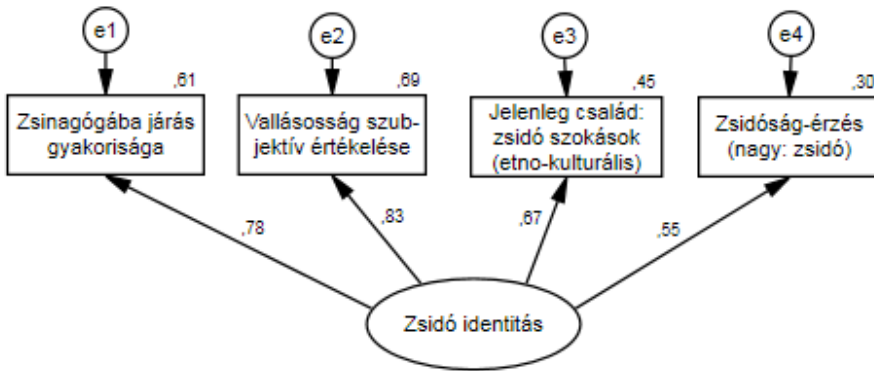 e1
e2
e3
e4
,61
,69
,45
,30
Zsinagógába járás
gyakorisága
Vallásosság szub-
jektív értékelése
Jelenleg család:
zsidó szokások
(etno-kulturális)
Zsidóság-érzés
(nagy: zsidó)
,78
,83
,67
,55
Zsidó identitás